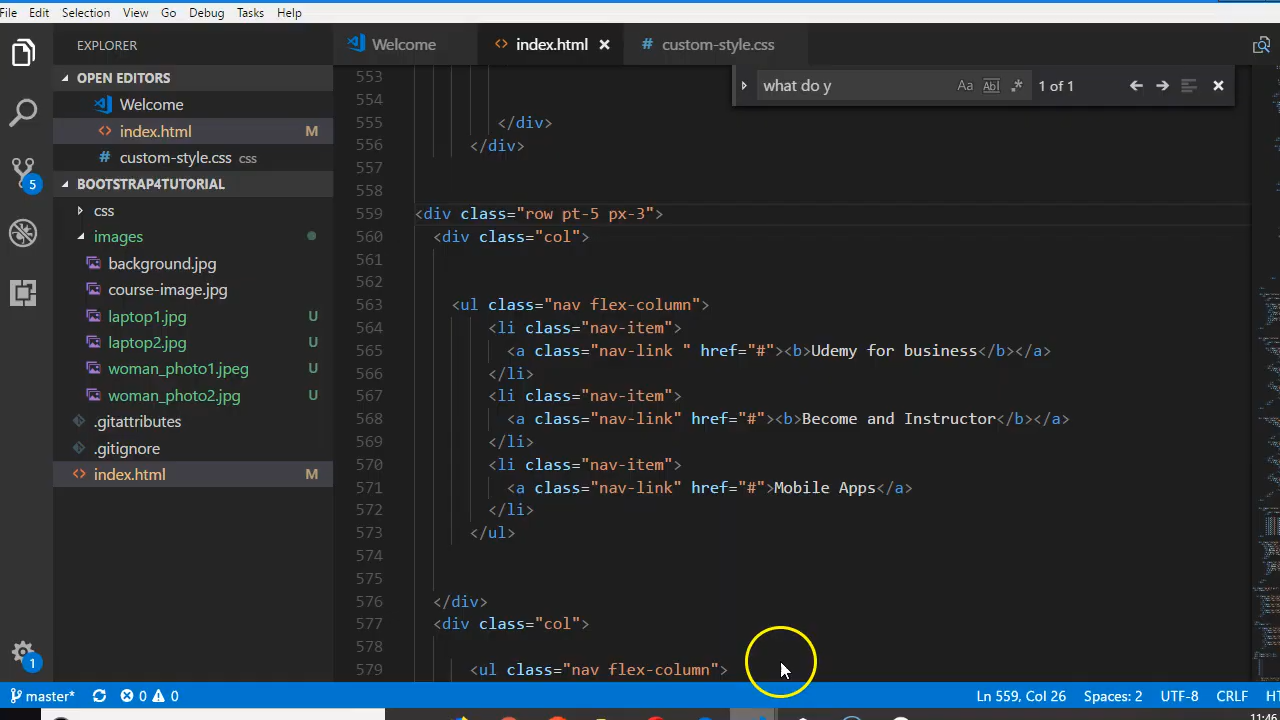 File Edit Selection View Go Debug Tasks Help
EXPLORER
OPEN EDITORS
Welcome
index.html M
custom-style.css css
BOOTSTRAP4TUTORIAL
css
images
background.jpg
course-image.jpg
laptop1.jpg U
laptop2.jpg U
woman_photo1.jpeg U
woman_photo2.jpg U
.gitattributes
.gitignore
index.html M
5
1
Welcome index.html custom-style.css
what do y Aa Abl .* 1 of 1
553
554
555 </div>
556 </div>
557
558
559 <div class="row pt-5 px-3">
560 <div class="col">
561
562
563 <ul class="nav flex-column">
564 <li class="nav-item">
565 <a class="nav-link " href="#"><b>Udemy for business</b></a>
566 </li>
567 <li class="nav-item">
568 <a class="nav-link" href="#"><b>Become and Instructor</b></a>
569 </li>
570 <li class="nav-item">
571 <a class="nav-link" href="#">Mobile Apps</a>
572 </li>
573 </ul>
574
575
576 </div>
577 <div class="col">
578
579 <ul class="nav flex-column">
master* 0 0 Ln 559, Col 26 Spaces: 2 UTF-8 CRLF HT
11:46